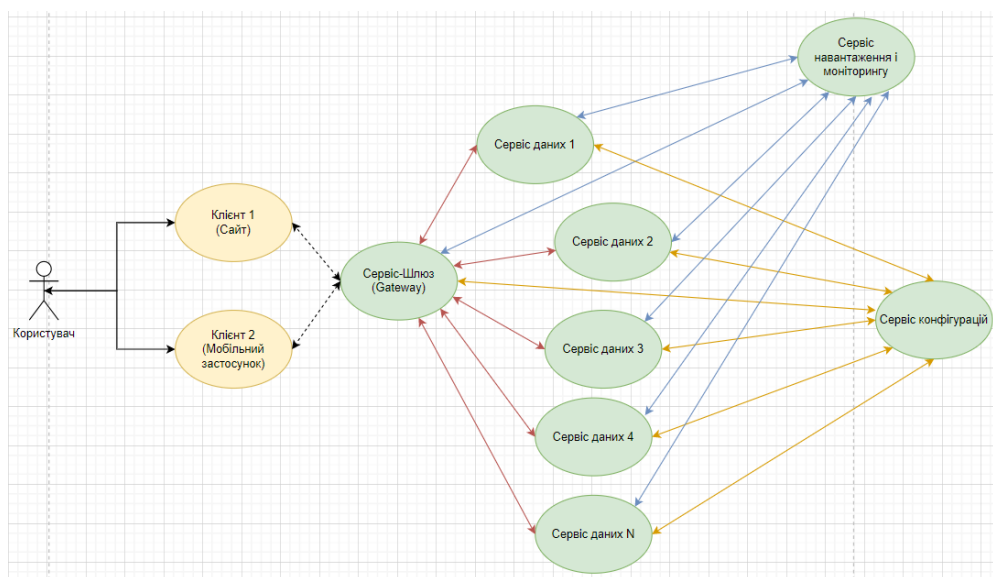 Сервіс
навантаження і
моніторингу
Сервіс даних 1
Клієнт 1
(Сайт)
Сервіс даних 2
Сервіс-Шлюз
(Gateway)
Користувач
Клієнт 2
(Мобільний
застосунок)
Сервіс конфігурацій
Сервіс даних 3
Сервіс даних 4
Сервіс даних N